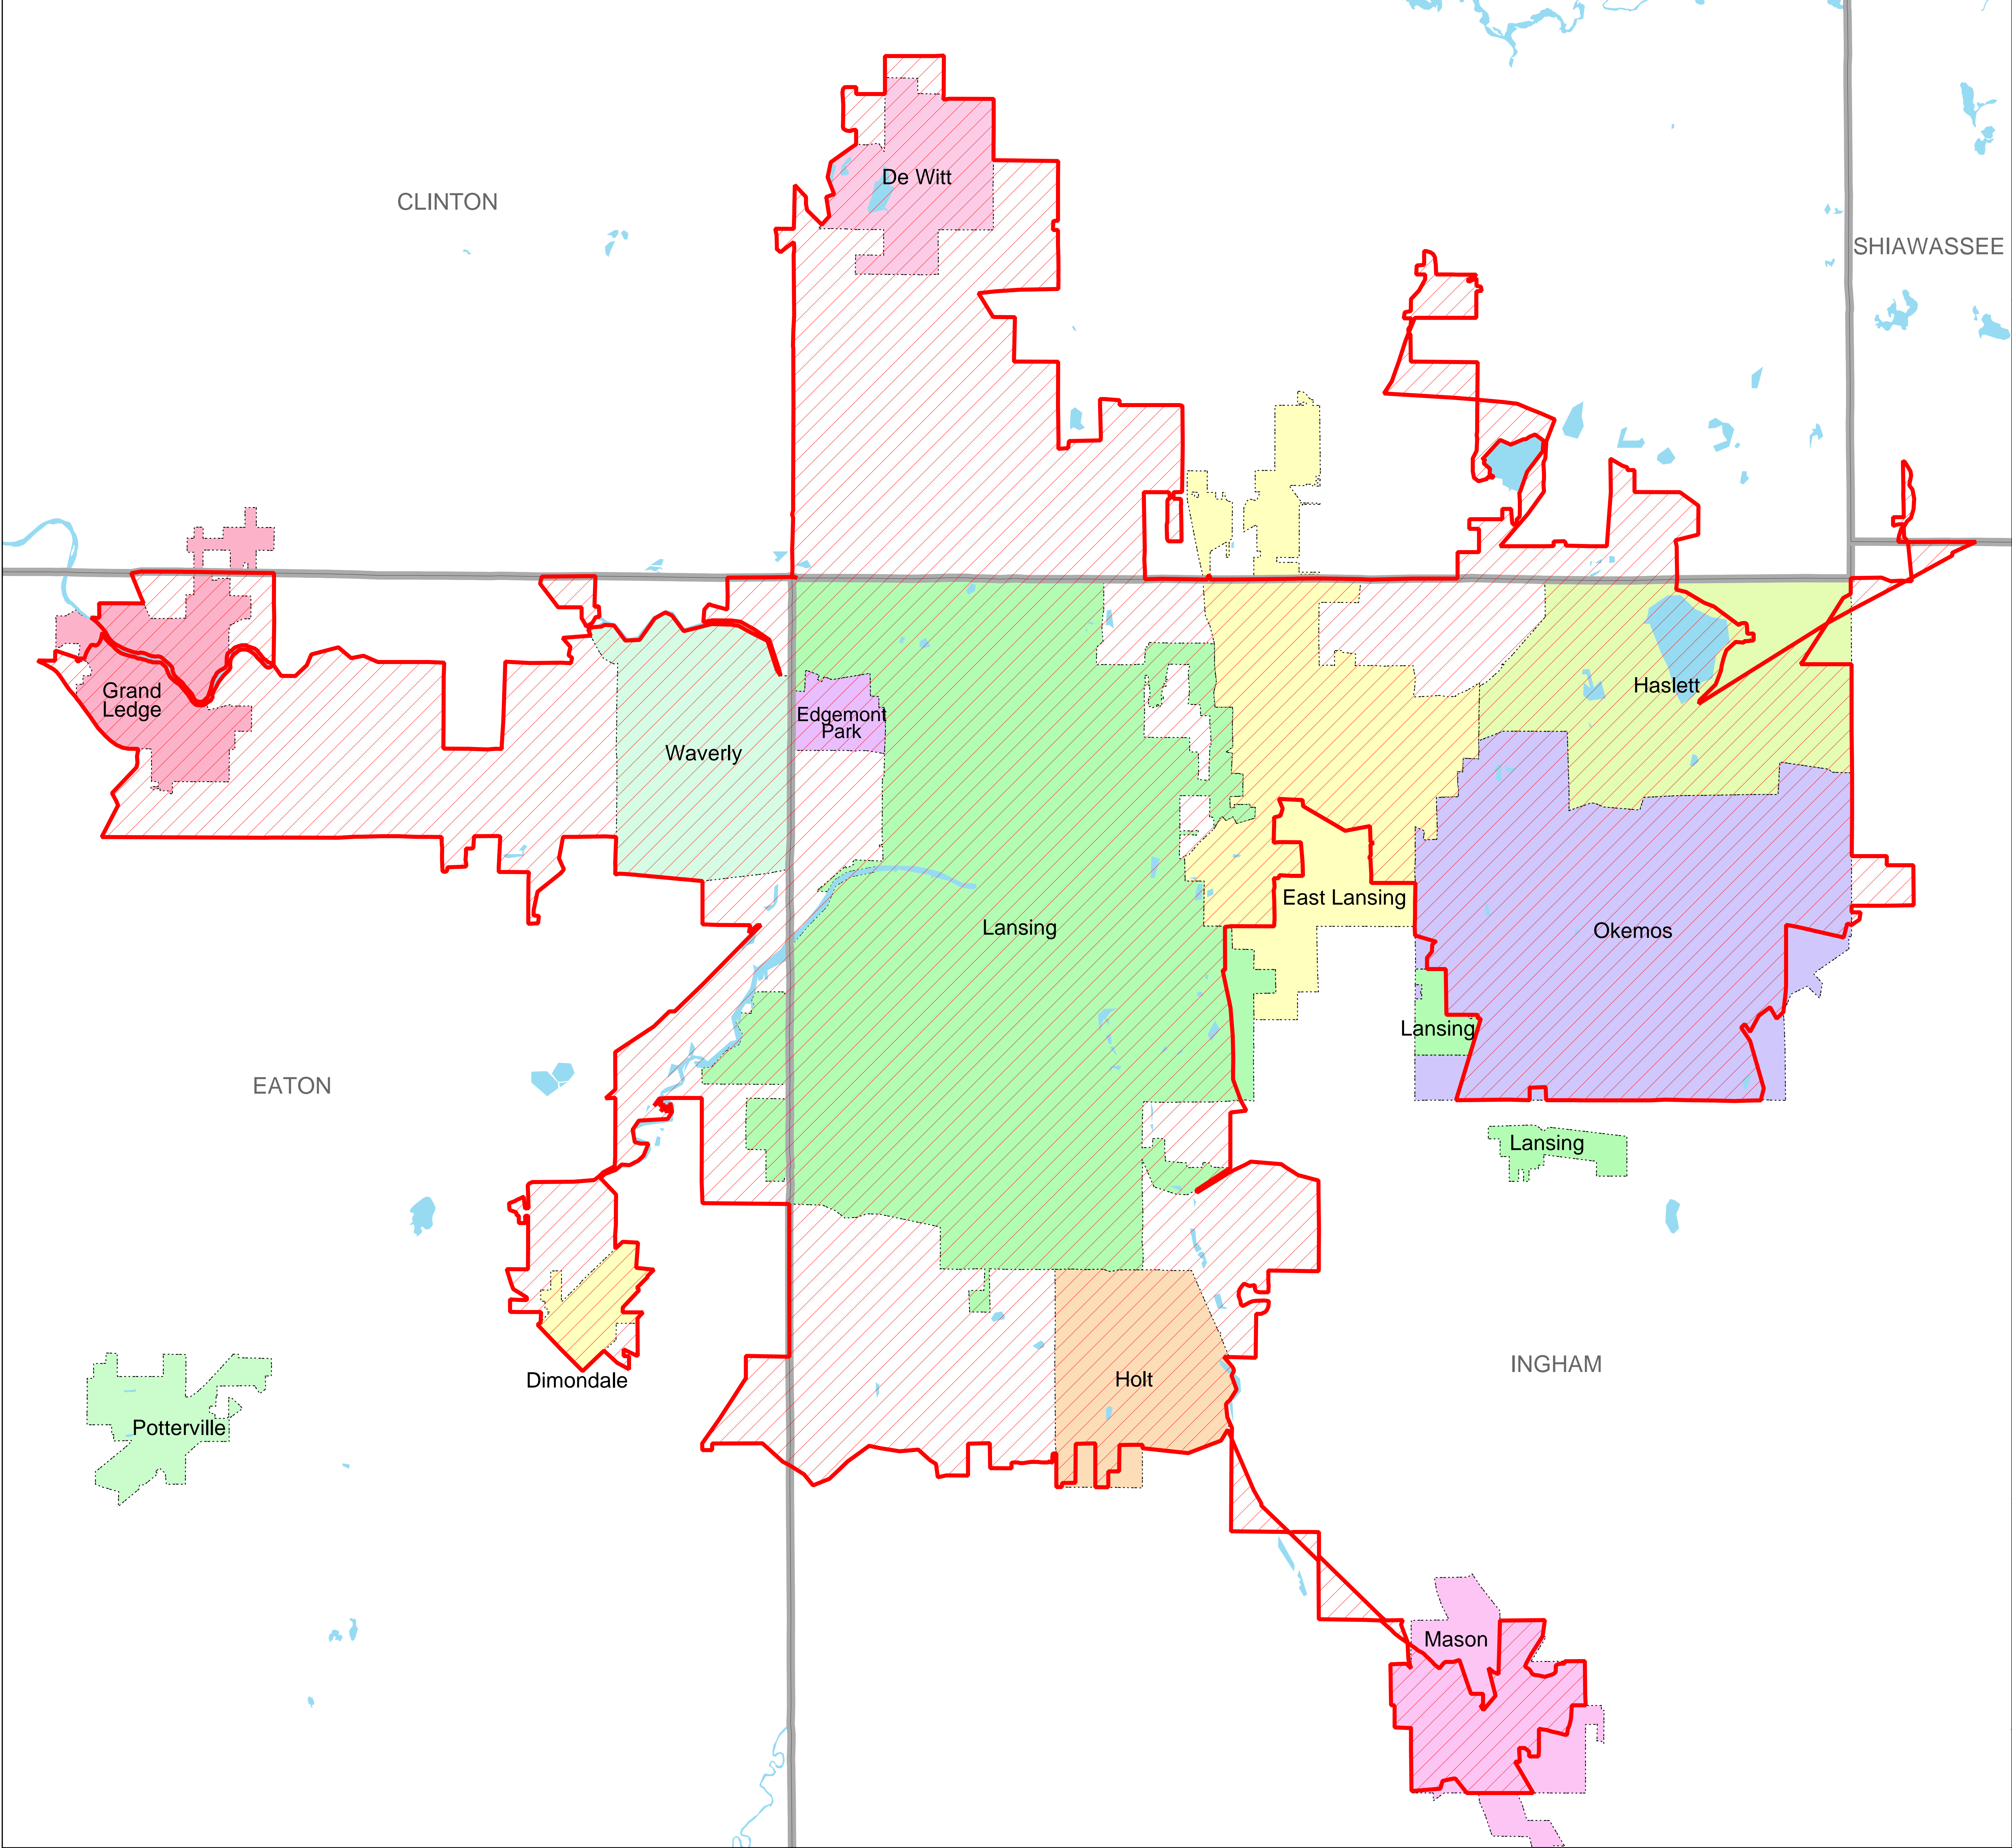 De Witt
CLINTON
SHIAWASSEE
Haslett
Grand
Ledge
Edgemont
Park
Waverly
East Lansing
Lansing
Okemos
Lansing
EATON
Lansing
INGHAM
Holt
Dimondale
Potterville
Mason